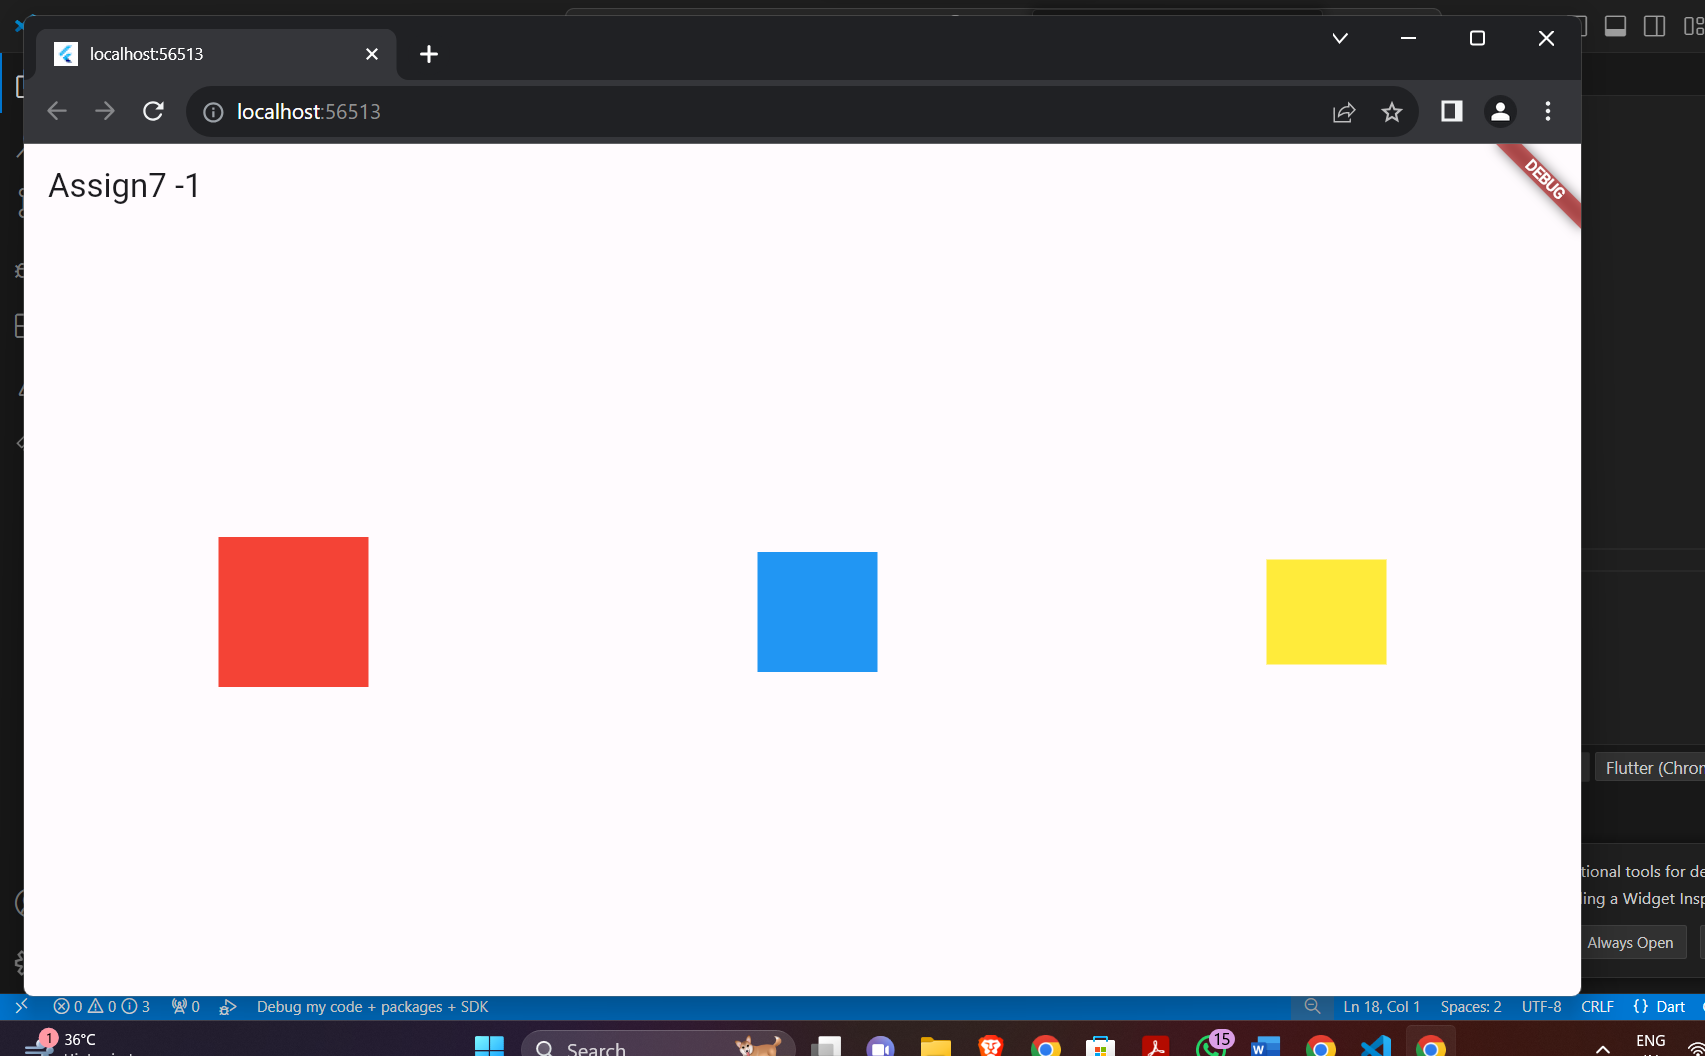 localhost:56513
localhost:56513
Assign7 -1
DEBUG
Flutter (Chror
tional tools for de
ing a Widget Insp
Always Open
0 0 3 0 Debug my code + packages + SDK
Ln 18, Col 1 Spaces: 2 UTF-8 CRLF {} Dart
1 36°C
Search
15
ENG